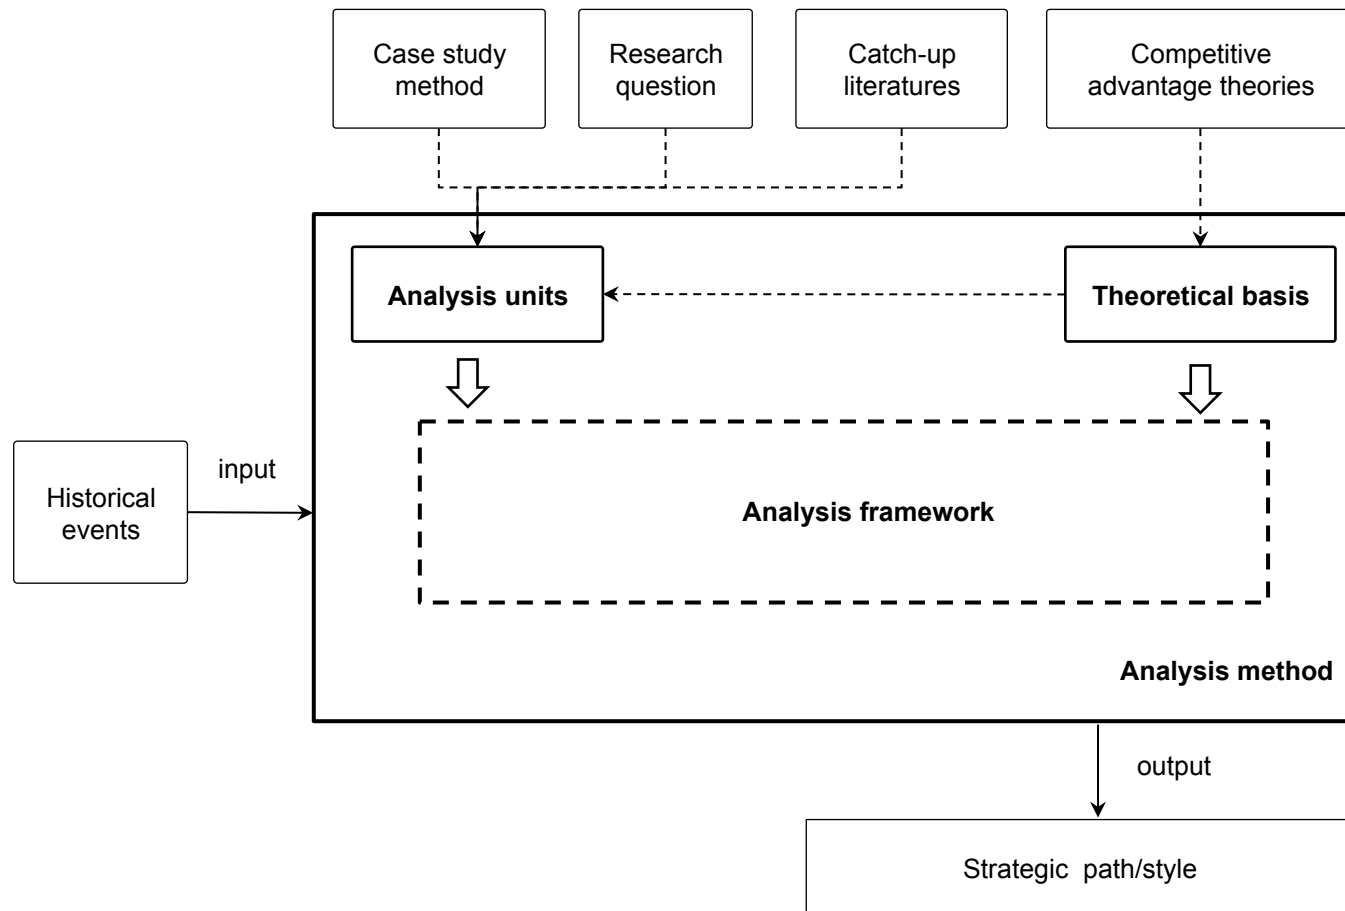 Case study
method
Research
question
Catch-up
literatures
Competitive
advantage theories
Analysis units
Theoretical basis
Historical
events
input
Analysis framework
Analysis method
output
Strategic path/style